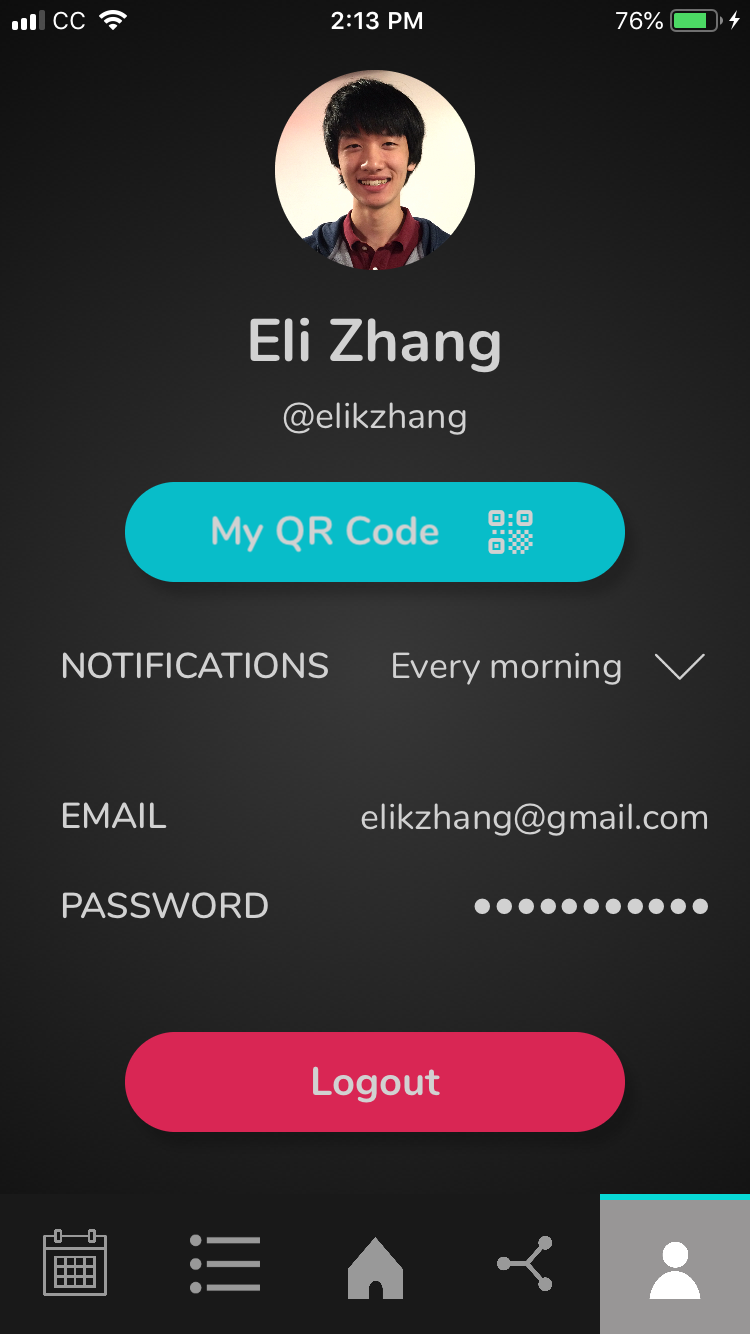 CC 2:13 PM 76%
Eli Zhang
@elikzhang
My QR Code
NOTIFICATIONS Every morning
EMAIL elikzhang@gmail.com
PASSWORD ●●●●●●●●●●●
Logout